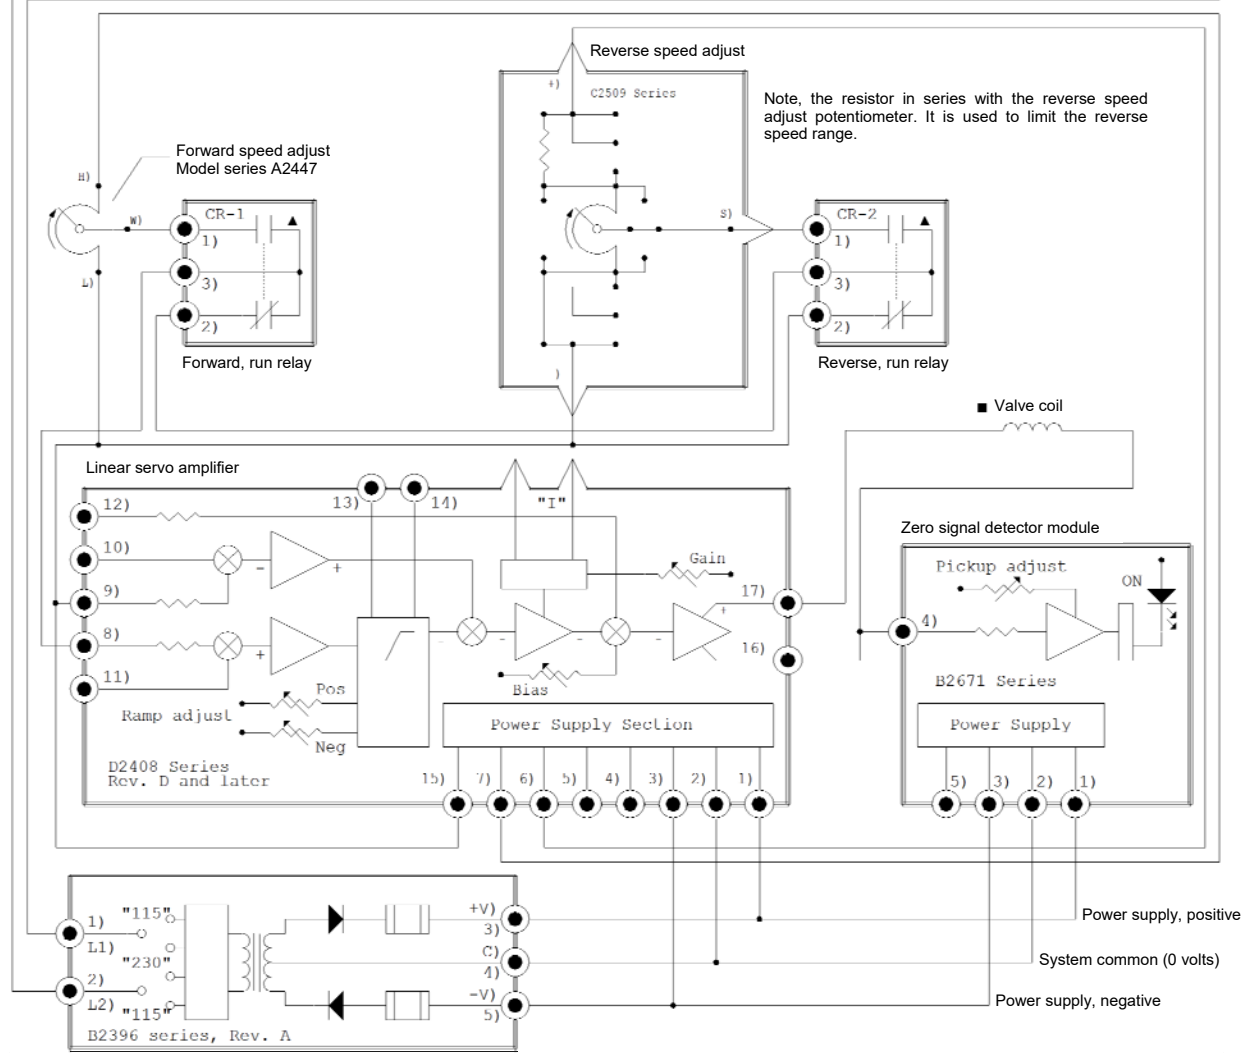 Reverse speed adjust
+)
C2509 Series
Note, the resistor in series with the reverse speed
adjust potentiometer. It is used to limit the reverse
speed range.
Forward speed adjust
Model series A2447
H)
W)
L)
CR-1
1)
3)
2)
Forward, run relay
S)
)
CR-2
1)
3)
2)
Reverse, run relay
■ Valve coil
Linear servo amplifier
12)
13)
14)
"I"
10)
9)
8)
11)
-
+
+
-
-
-
-
+
Gain
17)
16)
Bias
Pos
Ramp adjust
Neg
Power Supply Section
D2408 Series
Rev. D and later
15)
7)
6)
5)
4)
3)
2)
1)
Zero signal detector module
Pickup adjust
ON
4)
B2671 Series
Power Supply
5)
3)
2)
1)
1)
L1)
2)
L2)
"115"
"230"
"115"
+V)
3)
C)
4)
-V)
5)
B2396 series, Rev. A
Power supply, positive
System common (0 volts)
Power supply, negative